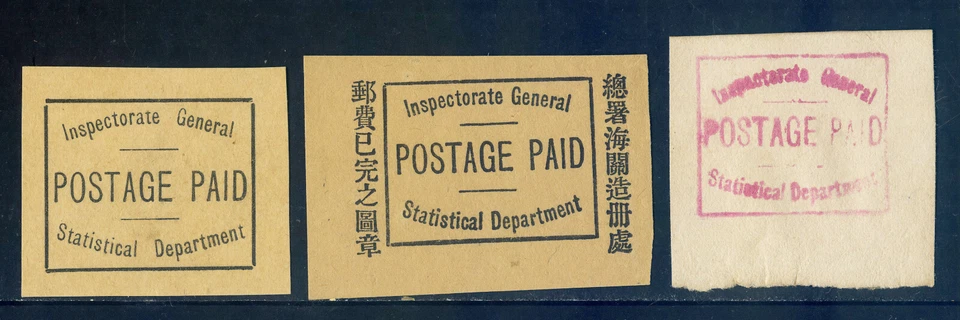 Inspectorate General
POSTAGE PAID
Statistical Department
總署海關造冊處
郵費已完之圖章
Inspectorate General
POSTAGE PAID
Statistical Department
Inspectorate General
POSTAGE PAID
Statistical Department